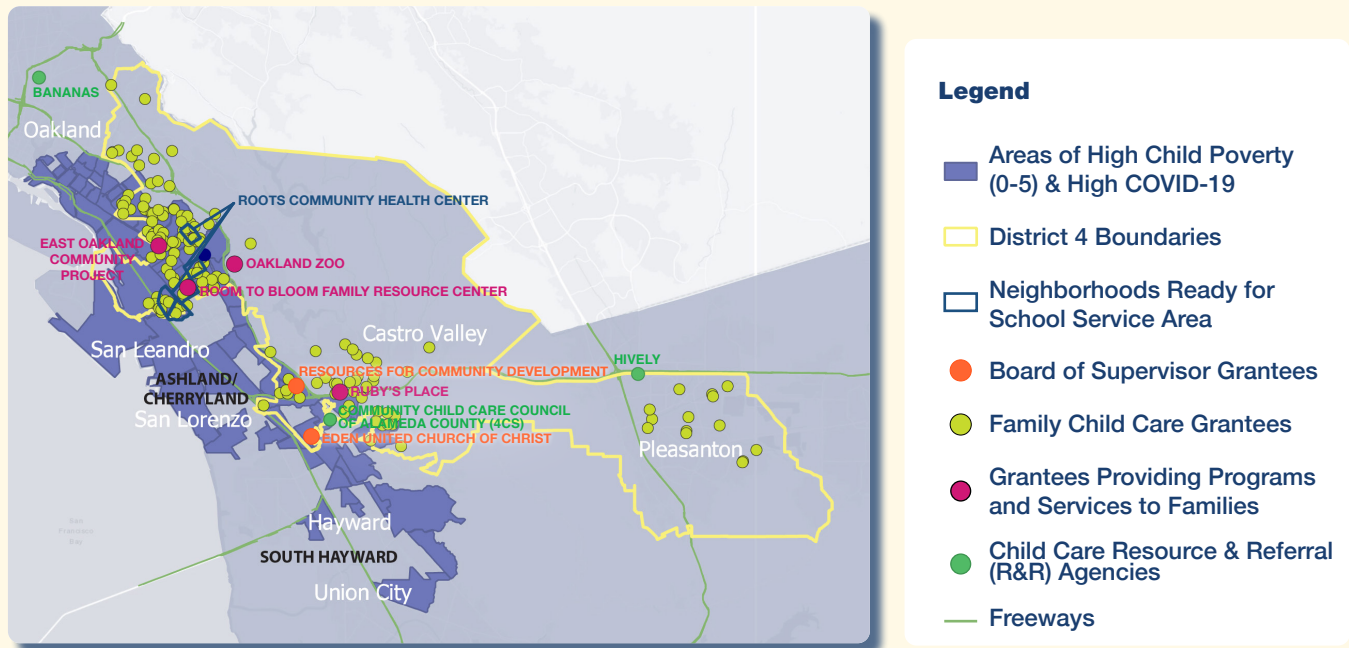 BANANAS
Oakland
ROOTS COMMUNITY HEALTH CENTER
EAST OAKLAND
COMMUNITY
PROJECT
OAKLAND ZOO
ROOM TO BLOOM FAMILY RESOURCE CENTER
Castro Valley
San Leandro
HIVELY
RESOURCES FOR COMMUNITY DEVELOPMENT
ASHLAND/
CHERRYLAND
RUBY'S PLACE
San Lorenzo
COMMUNITY CHILD CARE COUNCIL
OF ALAMEDA COUNTY (4CS)
EDEN UNITED CHURCH OF CHRIST
Pleasanton
San
Francisco
Bay
Hayward
SOUTH HAYWARD
Union City
Legend
Areas of High Child Poverty
(0-5) & High COVID-19
District 4 Boundaries
Neighborhoods Ready for
School Service Area
Board of Supervisor Grantees
Family Child Care Grantees
Grantees Providing Programs
and Services to Families
Child Care Resource & Referral
(R&R) Agencies
Freeways